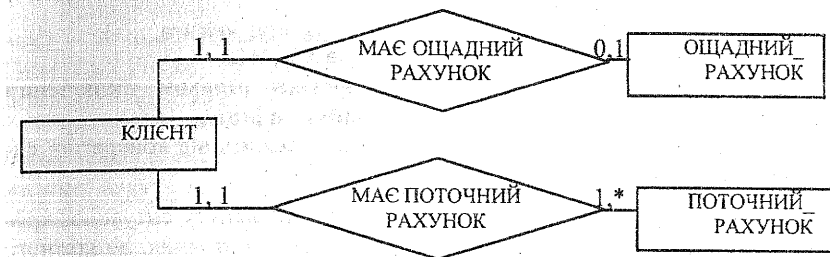 1, 1
МАЄ ОЩАДНИЙ
РАХУНОК
0,1
ОЩАДНИЙ_
РАХУНОК
КЛІЄНТ
1, 1
МАЄ ПОТОЧНИЙ
РАХУНОК
1,*
ПОТОЧНИЙ_
РАХУНОК